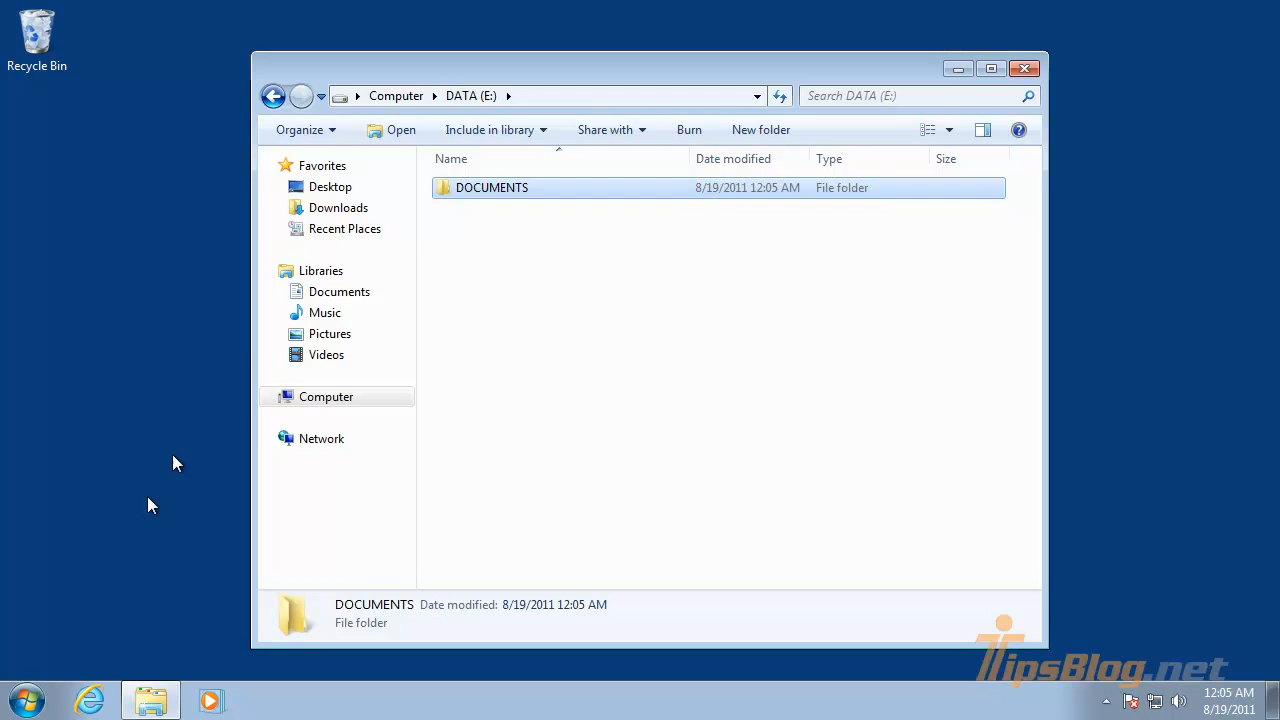 Recycle Bin
Computer DATA (E:) Search DATA (E:)
Organize Open Include in library Share with Burn New folder
Name Date modified Type Size
Favorites
DOCUMENTS 8/19/2011 12:05 AM File folder
Desktop
Downloads
Recent Places
Libraries
Documents
Music
Pictures
Videos
Computer
Network
DOCUMENTS Date modified: 8/19/2011 12:05 AM
File folder
TipsBlog.net
12:05 AM
8/19/2011